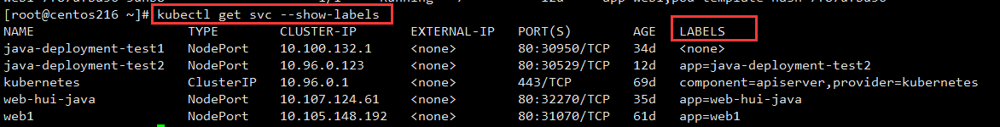 [root@centos216 ~]# kubectl get svc --show-labels
NAME TYPE CLUSTER-IP EXTERNAL-IP PORT(S) AGE LABELS
java-deployment-test1 NodePort 10.100.132.1 <none> 80:30950/TCP 34d <none>
java-deployment-test2 NodePort 10.96.0.123 <none> 80:30529/TCP 12d app=java-deployment-test2
kubernetes ClusterIP 10.96.0.1 <none> 443/TCP 69d component=apiserver,provider=kubernetes
web-hui-java NodePort 10.107.124.61 <none> 80:32270/TCP 35d app=web-hui-java
web1 NodePort 10.105.148.192 <none> 80:31070/TCP 61d app=web1